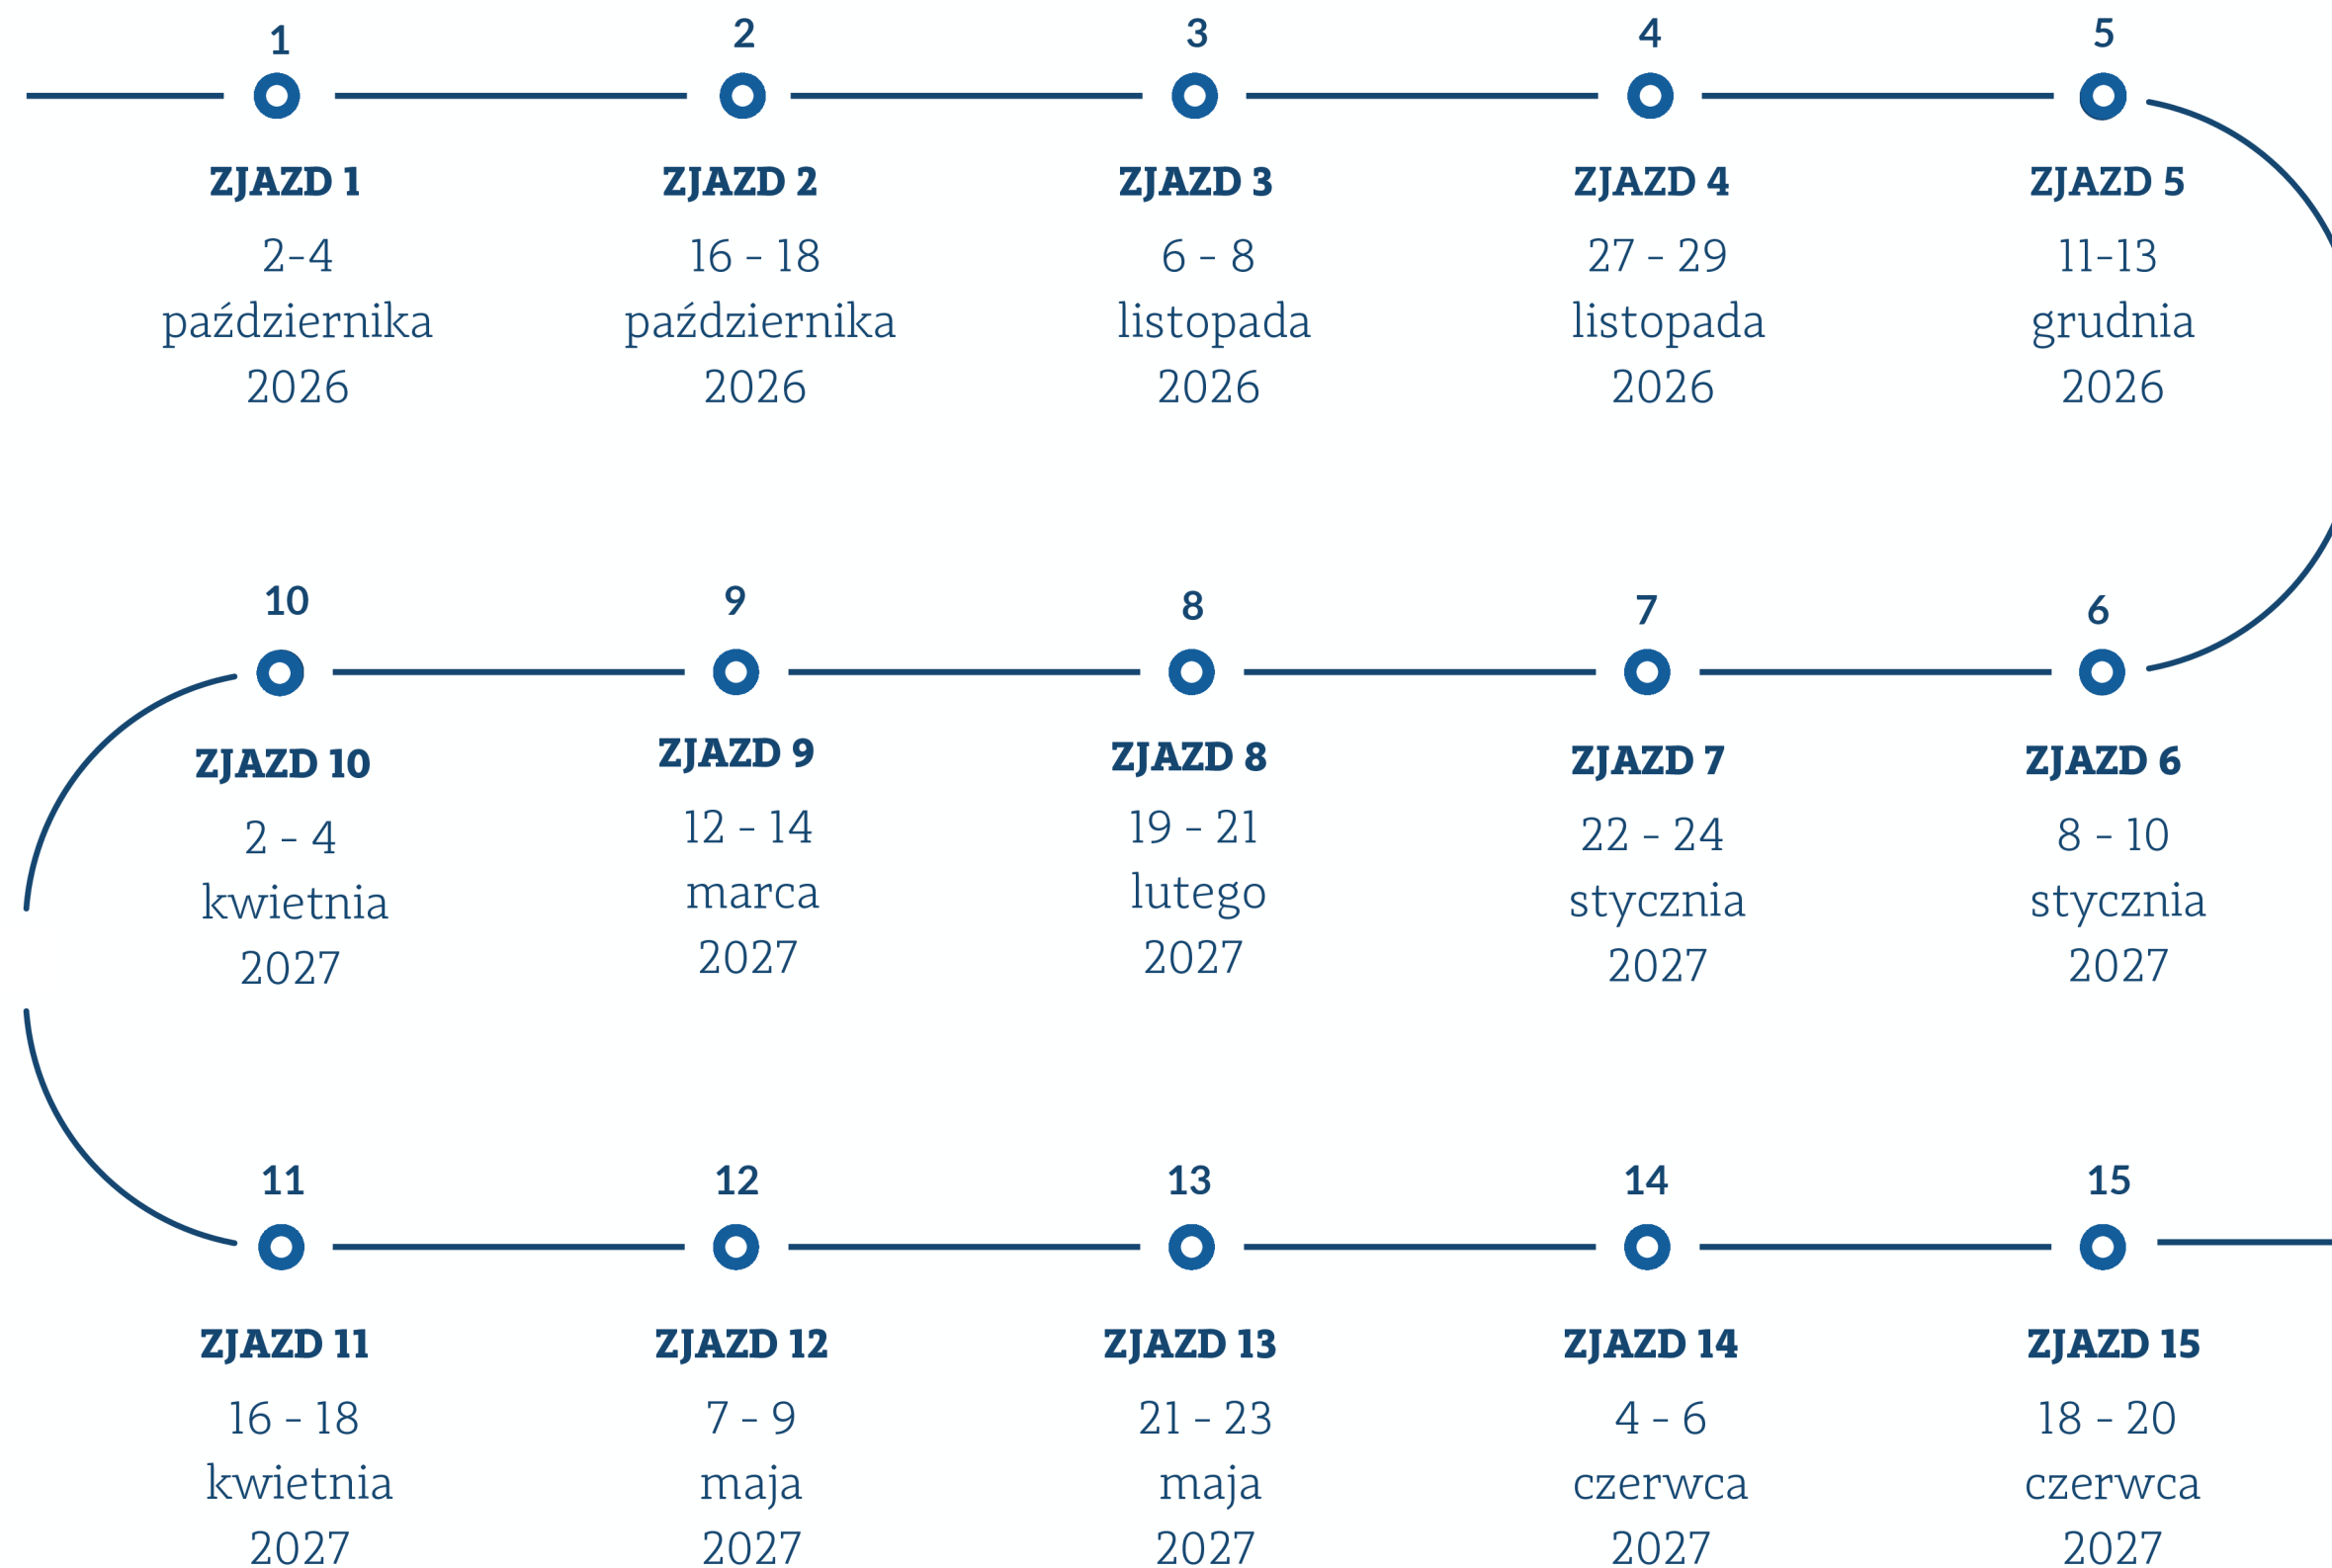 1
ZJAZD 1
2-4
października
2026
2
ZJAZD 2
16 - 18
października
2026
3
ZJAZD 3
6 - 8
listopada
2026
4
ZJAZD 4
27 - 29
listopada
2026
5
ZJAZD 5
11-13
grudnia
2026
6
ZJAZD 6
8 - 10
stycznia
2027
7
ZJAZD 7
22 - 24
stycznia
2027
8
ZJAZD 8
19 - 21
lutego
2027
9
ZJAZD 9
12 - 14
marca
2027
10
ZJAZD 10
2 - 4
kwietnia
2027
11
ZJAZD 11
16 - 18
kwietnia
2027
12
ZJAZD 12
7 - 9
maja
2027
13
ZJAZD 13
21 - 23
maja
2027
14
ZJAZD 14
4 - 6
czerwca
2027
15
ZJAZD 15
18 - 20
czerwca
2027